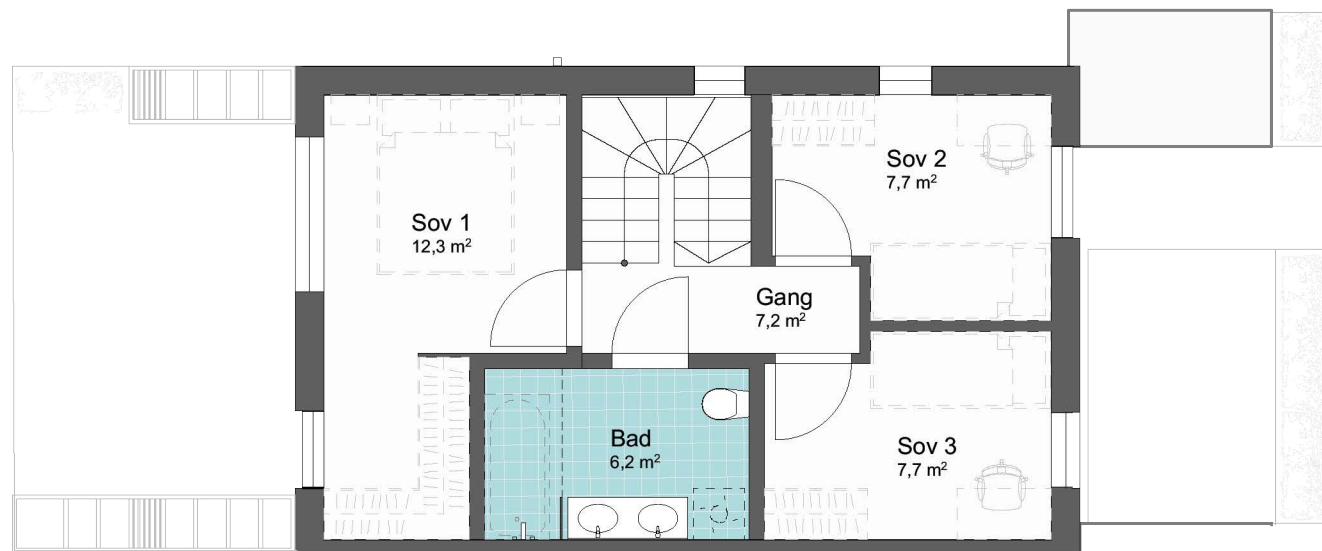 Sov 1
12,3 m²
Sov 2
7,7 m²
Gang
7,2 m²
Bad
6,2 m²
Sov 3
7,7 m²